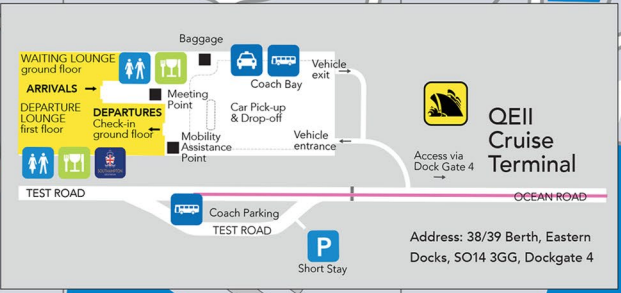 Baggage
WAITING LOUNGE
ground floor
Vehicle
exit
Coach Bay
ARRIVALS
Meeting
Point
DEPARTURE
LOUNGE
first floor
DEPARTURES
Check-in
ground floor
Car Pick-up
& Drop-off
Mobility
Assistance
Point
Vehicle
entrance
QEII
Cruise
Terminal
Access via
Dock Gate 4
SOUTHAMPTON
TEST ROAD
OCEAN ROAD
Coach Parking
TEST ROAD
P
Short Stay
Address: 38/39 Berth, Eastern
Docks, SO14 3GG, Dockgate 4